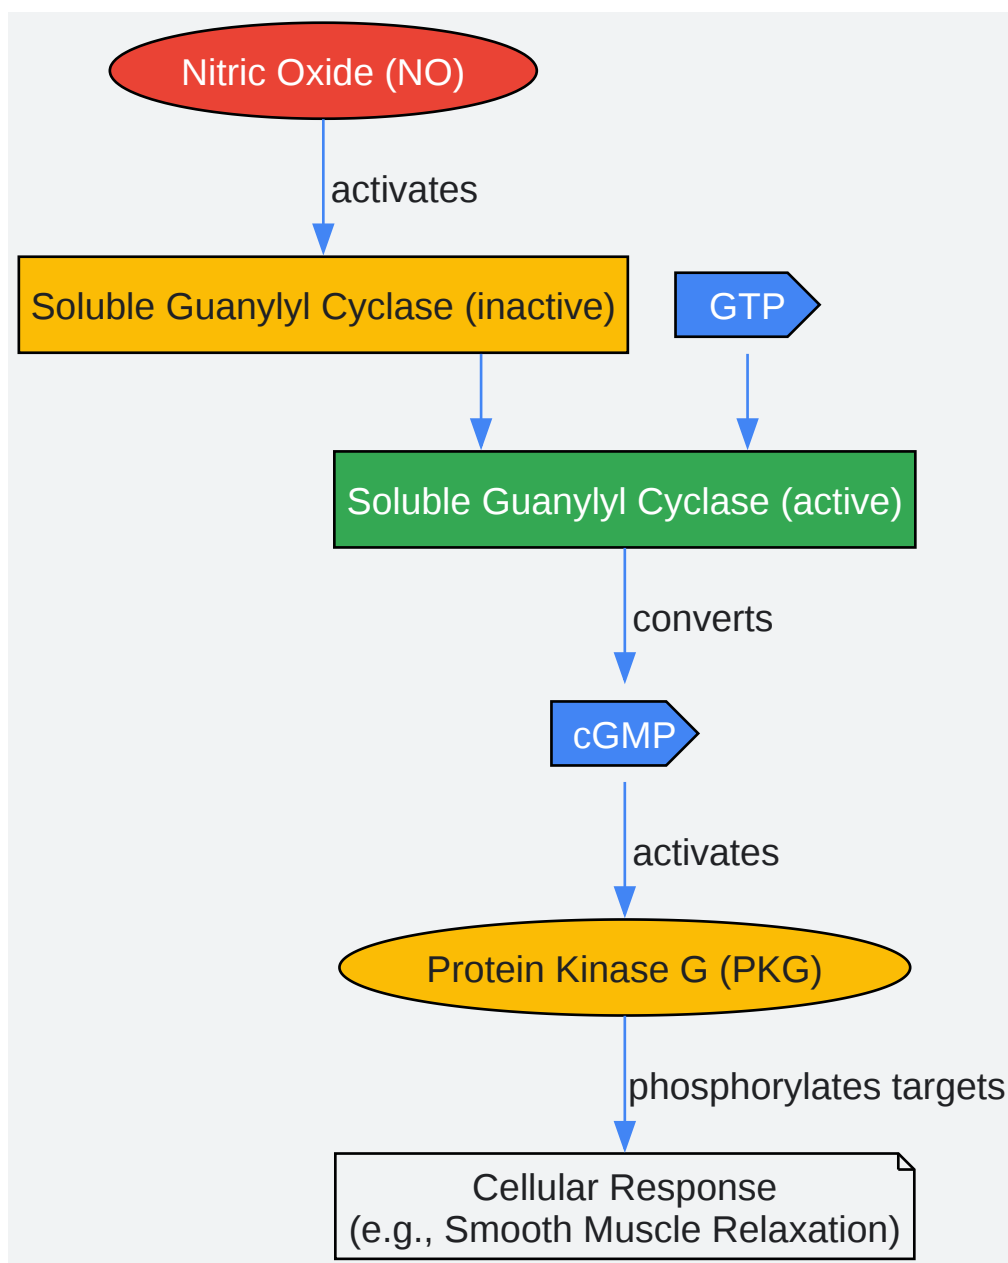 Nitric Oxide (NO)
activates
Soluble Guanylyl Cyclase (inactive)
GTP
Soluble Guanylyl Cyclase (active)
converts
cGMP
activates
Protein Kinase G (PKG)
phosphorylates targets
Cellular Response
(e.g., Smooth Muscle Relaxation)